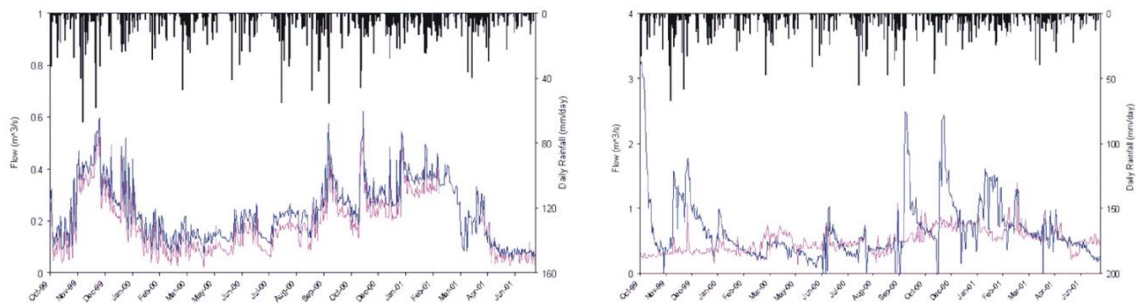 1
0.8
0.6
0.4
0.2
0
Flow (m^3/s)
0
40
80
120
160
Daily Rainfall (mm/day)
Oct-99
Nov-99
Dec-99
Jan-00
Feb-00
Mar-00
May-00
Jun-00
Jul-00
Aug-00
Sep-00
Oct-00
Dec-00
Jan-01
Feb-01
Mar-01
Apr-01
Jun-01
4
3
2
1
0
Flow (m^3/s)
0
50
100
150
200
Daily Rainfall (mm/day)
Oct-99
Nov-99
Dec-99
Jan-00
Feb-00
Mar-00
May-00
Jun-00
Jul-00
Aug-00
Sep-00
Oct-00
Dec-00
Jan-01
Feb-01
Mar-01
Apr-01
Jun-01